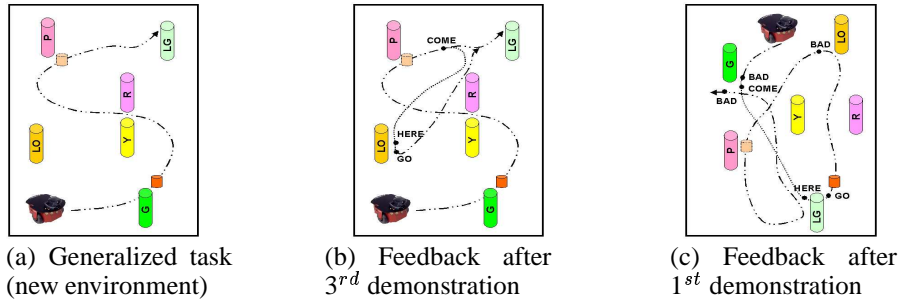 P
LG
R
LO
Y
G
(a) Generalized task
(new environment)
P
COME
LG
R
LO
HERE
GO
Y
G
(b) Feedback after
3rd demonstration
LO
BAD
G
BAD
COME
BAD
Y
R
P
HERE
GO
LG
(c) Feedback after
1st demonstration